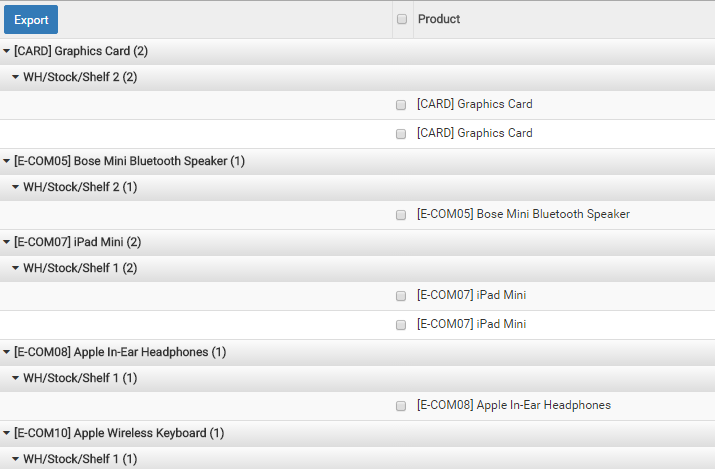 Export Product
[CARD] Graphics Card (2)
WH/Stock/Shelf 2 (2)
[CARD] Graphics Card
[CARD] Graphics Card
[E-COM05] Bose Mini Bluetooth Speaker (1)
WH/Stock/Shelf 2 (1)
[E-COM05] Bose Mini Bluetooth Speaker
[E-COM07] iPad Mini (2)
WH/Stock/Shelf 1 (2)
[E-COM07] iPad Mini
[E-COM07] iPad Mini
[E-COM08] Apple In-Ear Headphones (1)
WH/Stock/Shelf 1 (1)
[E-COM08] Apple In-Ear Headphones
[E-COM10] Apple Wireless Keyboard (1)
WH/Stock/Shelf 1 (1)